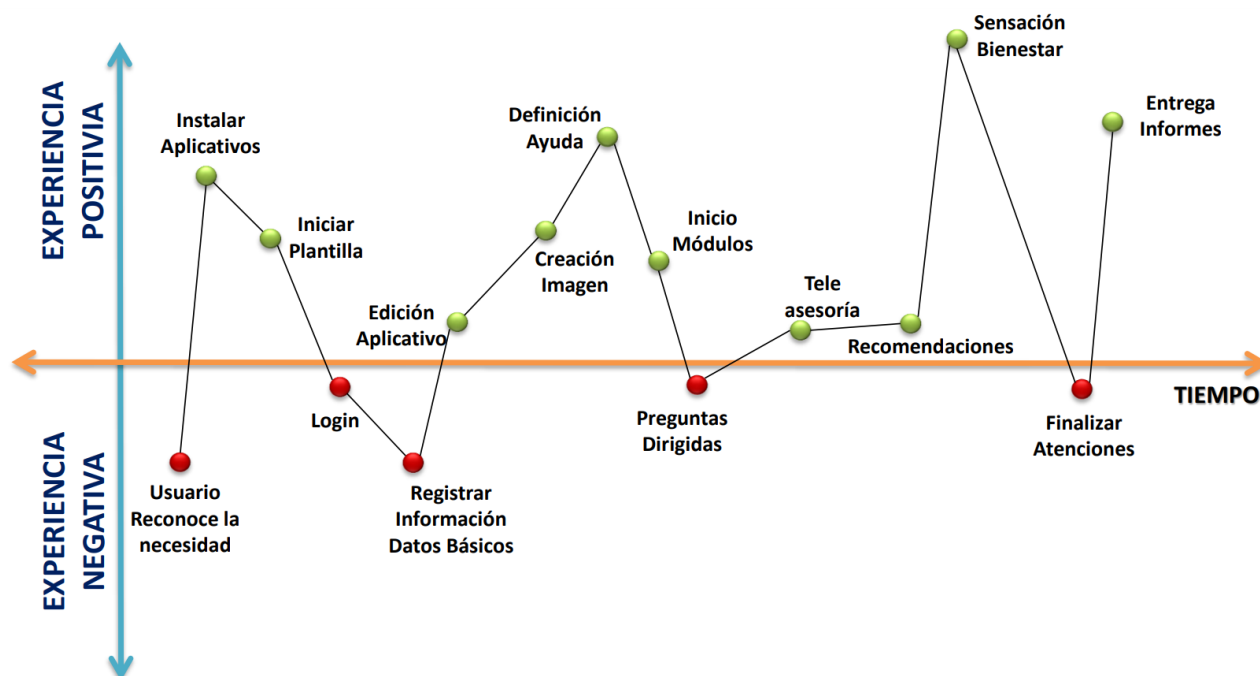 EXPERIENCIA
POSITIVIA
EXPERIENCIA
NEGATIVA
Usuario
Reconoce la
necesidad
Instalar
Aplicativos
Iniciar
Plantilla
Login
Registrar
Información
Datos Básicos
Edición
Aplicativo
Creación
Imagen
Definición
Ayuda
Inicio
Módulos
Preguntas
Dirigidas
Tele
asesoría
Recomendaciones
Sensación
Bienestar
Finalizar
Atenciones
Entrega
Informes
TIEMPO